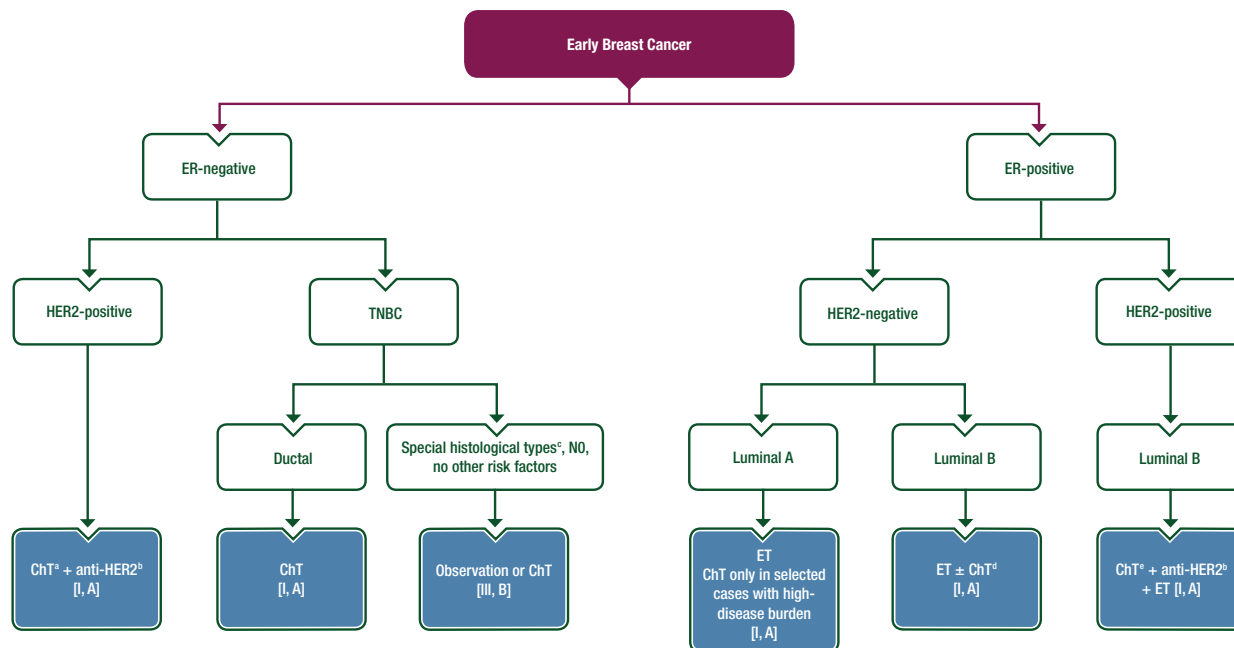 Early Breast Cancer
ER-negative
ER-positive
HER2-positive
TNBC
HER2-negative
HER2-positive
Ductal
Special histological typesᶜ, N0,
no other risk factors
Luminal A
Luminal B
Luminal B
ChTᵃ + anti-HER2ᵇ
[I, A]
ChT
[I, A]
Observation or ChT
[III, B]
ET
ChT only in selected
cases with high-
disease burden
[I, A]
ET ± ChTᵈ
[I, A]
ChTᵉ + anti-HER2ᵇ
+ ET [I, A]